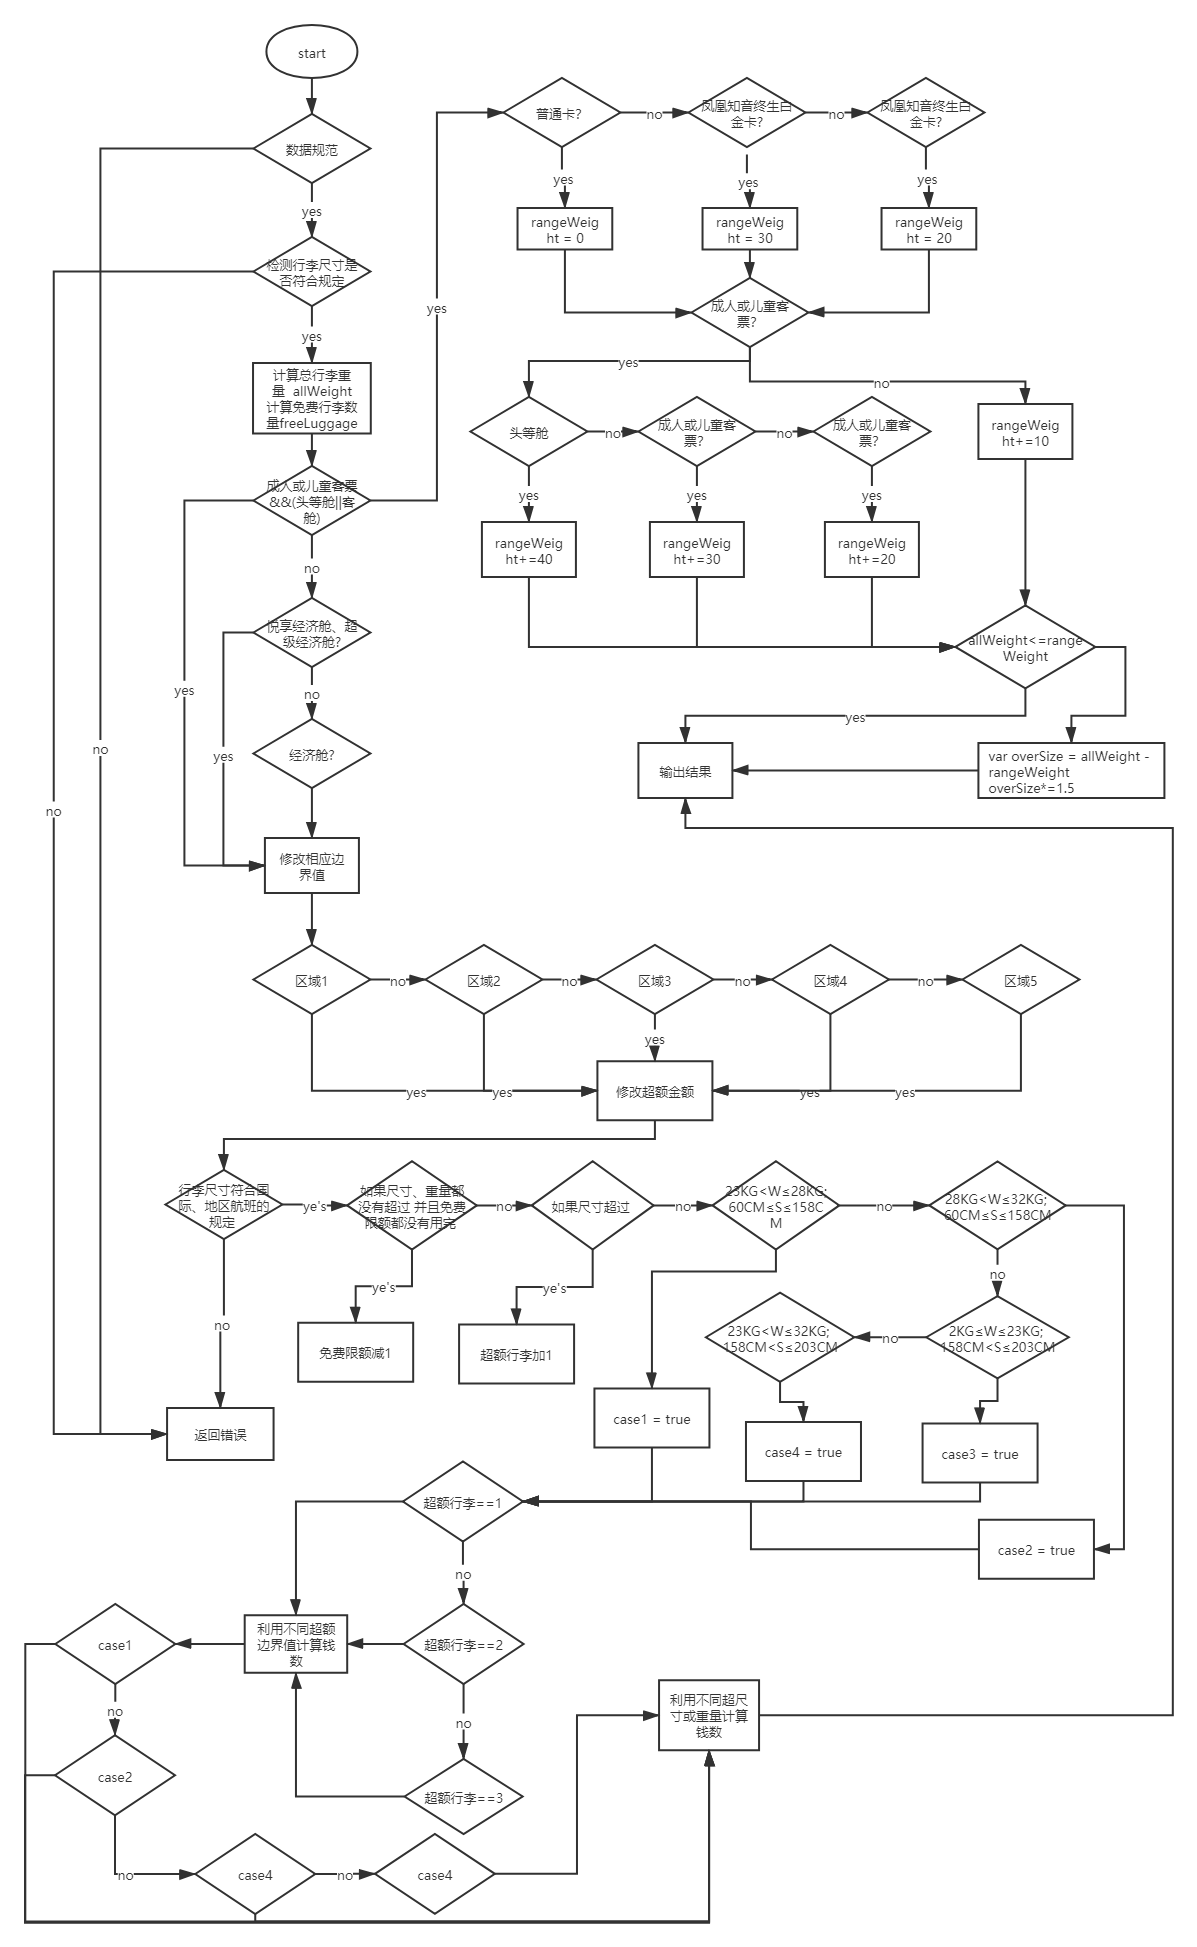 start
数据规范
yes
检测行李尺寸是
否符合规定
yes
计算总行李重
量 allWeight
计算免费行李数
量freeLuggage
成人或儿童客票
&&(头等舱||客
舱)
yes
no
悦享经济舱、超
级经济舱?
yes
yes
no
no
no
经济舱?
修改相应边
界值
普通卡?
no
凤凰知音终生白
金卡?
no
凤凰知音终生白
金卡?
yes
yes
yes
rangeWeig
ht = 0
rangeWeig
ht = 30
rangeWeig
ht = 20
成人或儿童客
票?
yes
no
头等舱
no
成人或儿童客
票?
no
成人或儿童客
票?
rangeWeig
ht+=10
yes
yes
yes
rangeWeig
ht+=40
rangeWeig
ht+=30
rangeWeig
ht+=20
allWeight<=range
Weight
yes
输出结果
var overSize = allWeight -
rangeWeight
overSize*=1.5
区域1
no
区域2
no
区域3
no
区域4
no
区域5
yes
yes
yes
yes
yes
修改超额金额
行李尺寸符合国
际、地区航班的
规定
ye's
如果尺寸、重量都
没有超过 并且免费
限额都没有用完
no
如果尺寸超过
no
23KG<W≤28KG;
60CM≤S≤158C
M
no
28KG<W≤32KG;
60CM≤S≤158CM
ye's
ye's
no
no
免费限额减1
超额行李加1
23KG<W≤32KG;
158CM<S≤203CM
no
2KG≤W≤23KG;
158CM<S≤203CM
返回错误
case1 = true
case4 = true
case3 = true
超额行李==1
case2 = true
no
利用不同超额
边界值计算钱
数
超额行李==2
case1
no
no
case2
超额行李==3
利用不同超尺
寸或重量计算
钱数
no
case4
no
case4